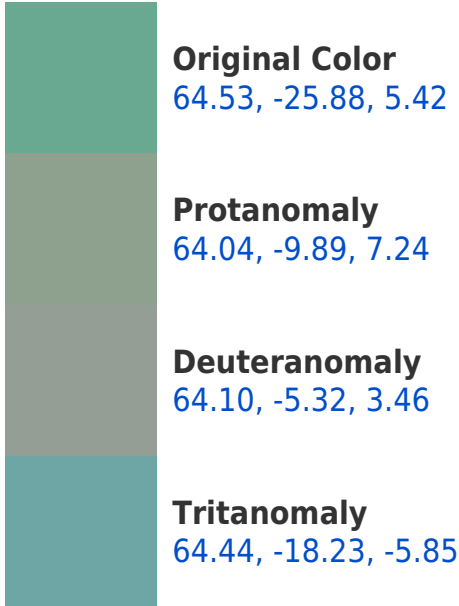 Original Color
64.53, -25.88, 5.42
Protanomaly
64.04, -9.89, 7.24
Deuteranomaly
64.10, -5.32, 3.46
Tritanomaly
64.44, -18.23, -5.85